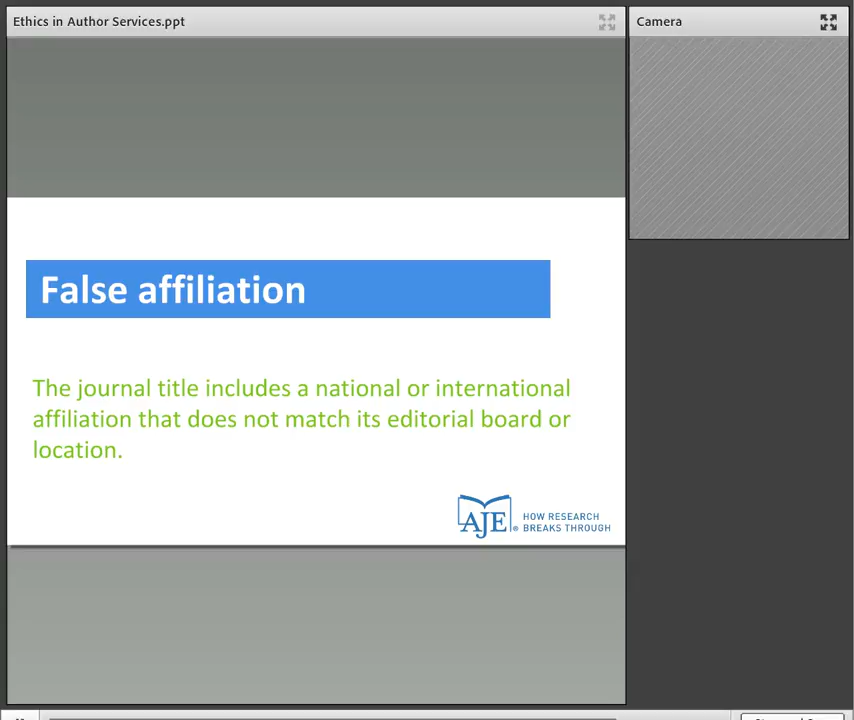 Ethics in Author Services.ppt
Camera
False affiliation
The journal title includes a national or international
affiliation that does not match its editorial board or
location.
AJE® HOW RESEARCH
BREAKS THROUGH